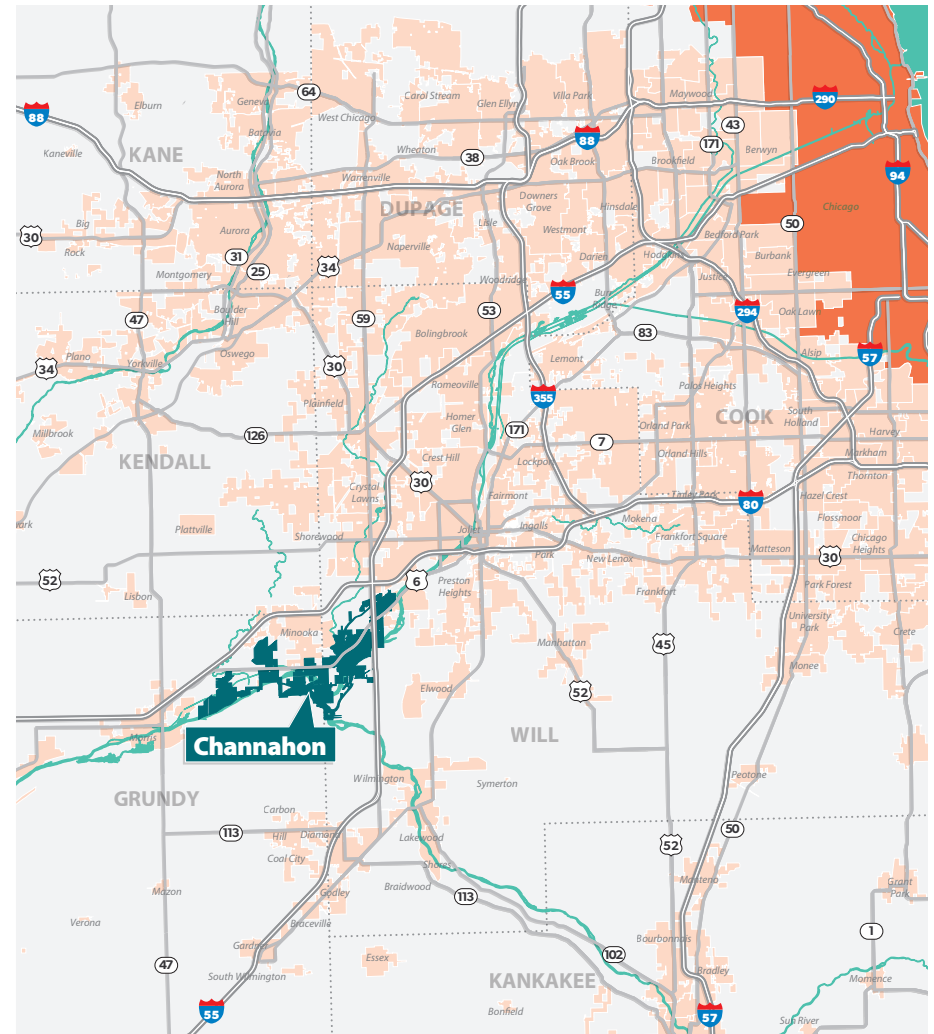 64
Carol Stream
Glen Ellyn
Villa Park
Maywood
290
Elburn
Geneva
88
West Chicago
43
Batavia
88
171
Berwyn
Kaneville
KANE
Wheaton
38
Oak Brook
Brookfield
94
North
Aurora
Warrenville
DUPAGE
Downers
Grove
Hinsdale
Chicago
Big
Rock
30
Aurora
Lisle
Westmont
50
Bedford Park
31
25
34
Naperville
Darien
Hodgkins
Burbank
Montgomery
Woodridge
Justice
Evergreen
47
Boulder
Hill
59
53
55
Burr
Ridge
294
Oak Lawn
Bolingbrook
83
Plano
Yorkville
Oswego
Lemont
Alsip
57
34
30
Romeoville
Palos Heights
355
Plainfield
Homer
Glen
COOK
South
Holland
Millbrook
126
171
7
Orland Park
Harvey
KENDALL
Crest Hill
Lockport
Orland Hills
Markham
30
Thornton
Crystal
Lawns
Fairmont
Tinley Park
80
Hazel Crest
wark
Plattville
Shorewood
Joliet
Ingalls
Park
Mokena
Frankfort Square
Flossmoor
Chicago
Heights
Matteson
30
New Lenox
52
6
Preston
Heights
Frankfort
Park Forest
Lisbon
University
Park
Crete
Minooka
Manhattan
45
Monee
Elwood
52
Morris
Channahon
WILL
Peotone
Wilmington
Symerton
GRUNDY
Carbon
Hill
Diamond
113
Lakewood
Shores
50
52
Coal City
Manteno
Mazon
Godley
Braidwood
113
Grant
Park
Verona
Braceville
Bourbonnais
1
Gardner
102
47
Essex
South Wilmington
KANKAKEE
Bradley
Momence
55
Bonfield
57
Sun River